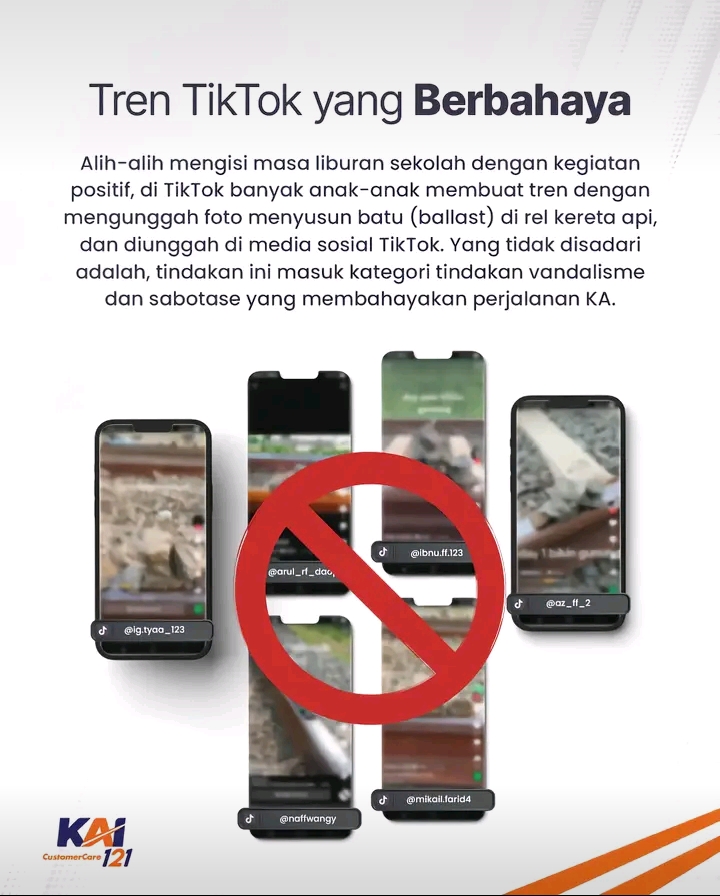 Tren TikTok yang Berbahaya
Alih-alih mengisi masa liburan sekolah dengan kegiatan
positif, di TikTok banyak anak-anak membuat tren dengan
mengunggah foto menyusun batu (ballast) di rel kereta api,
dan diunggah di media sosial TikTok. Yang tidak disadari
adalah, tindakan ini masuk kategori tindakan vandalisme
dan sabotase yang membahayakan perjalanan KA.
@ibnu.ff.123
@arul_rf_daop
@az_ff_2
@ig.tyaa_123
@mikail.farid4
@naffwangy
KAI
CustomerCare 121